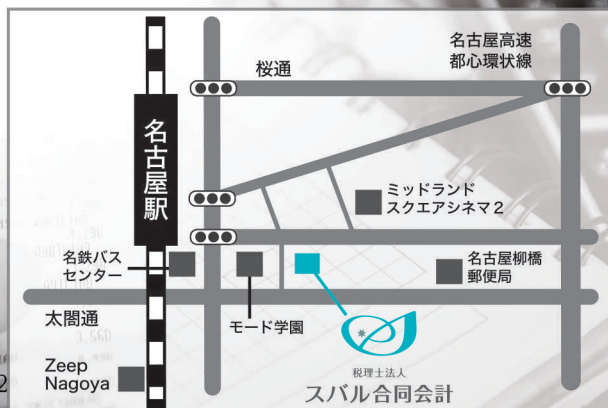 名古屋高速
都心環状線
桜通
名古屋駅
ミッドランド
スクエアシネマ2
名鉄バス
センター
名古屋柳橋
郵便局
モード学園
太閤通
Zeep
Nagoya
税理士法人
スバル合同会計
2